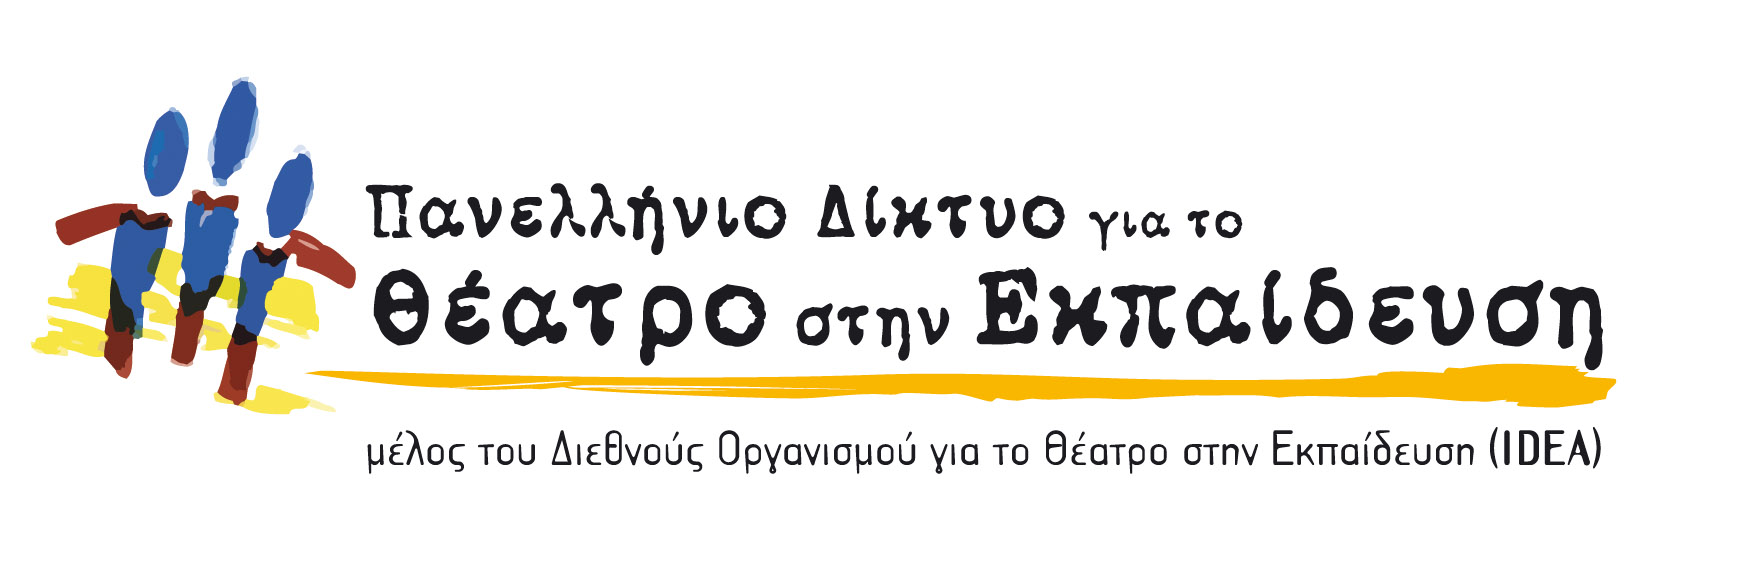 Πανελλήνιο Δίκτυο για το
Θέατρο στην Εκπαίδευση
μέλος του Διεθνούς Οργανισμού για το Θέατρο στην Εκπαίδευση (IDEA)